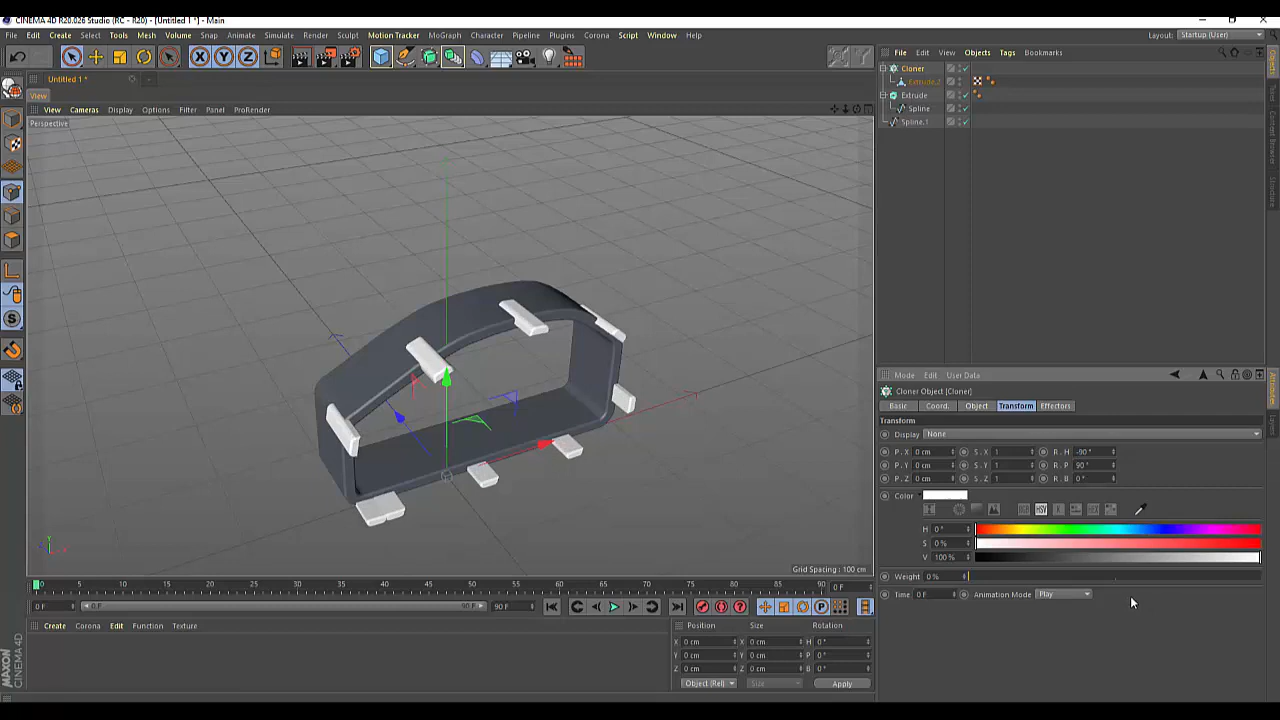 CINEMA 4D R20.026 Studio (RC - R20) - [Untitled 1 *] - Main
File Edit Create Select Tools Mesh Volume Snap Animate Simulate Render Sculpt Motion Tracker MoGraph Character Pipeline Plugins Corona Script Window Help
Layout: Startup (User)
X Y Z
File Edit View Objects Tags Bookmarks
Untitled 1 *
View
View Cameras Display Options Filter Panel ProRender
Perspective
Cloner
Extrude.2
Extrude
Spline
Spline.1
Mode Edit User Data
Cloner Object [Cloner]
Basic Coord. Object Transform Effectors
Transform
Display None
P . X 0 cm S . X 1 R . H -90 °
P . Y 0 cm S . Y 1 R . P 90 °
P . Z 0 cm S . Z 1 R . B 0 °
Color
HSV
H 0 °
S 0 %
V 100 %
Weight 0 %
Time 0 F Animation Mode Play
Grid Spacing : 100 cm
0 5 10 15 20 25 30 35 40 45 50 55 60 65 70 75 80 85 90 0 F
0 F 0 F 90 F 90 F
Create Corona Edit Function Texture
Position Size Rotation
X 0 cm X 0 cm H 0 °
Y 0 cm Y 0 cm P 0 °
Z 0 cm Z 0 cm B 0 °
Object (Rel) Size Apply
MAXON
CINEMA 4D